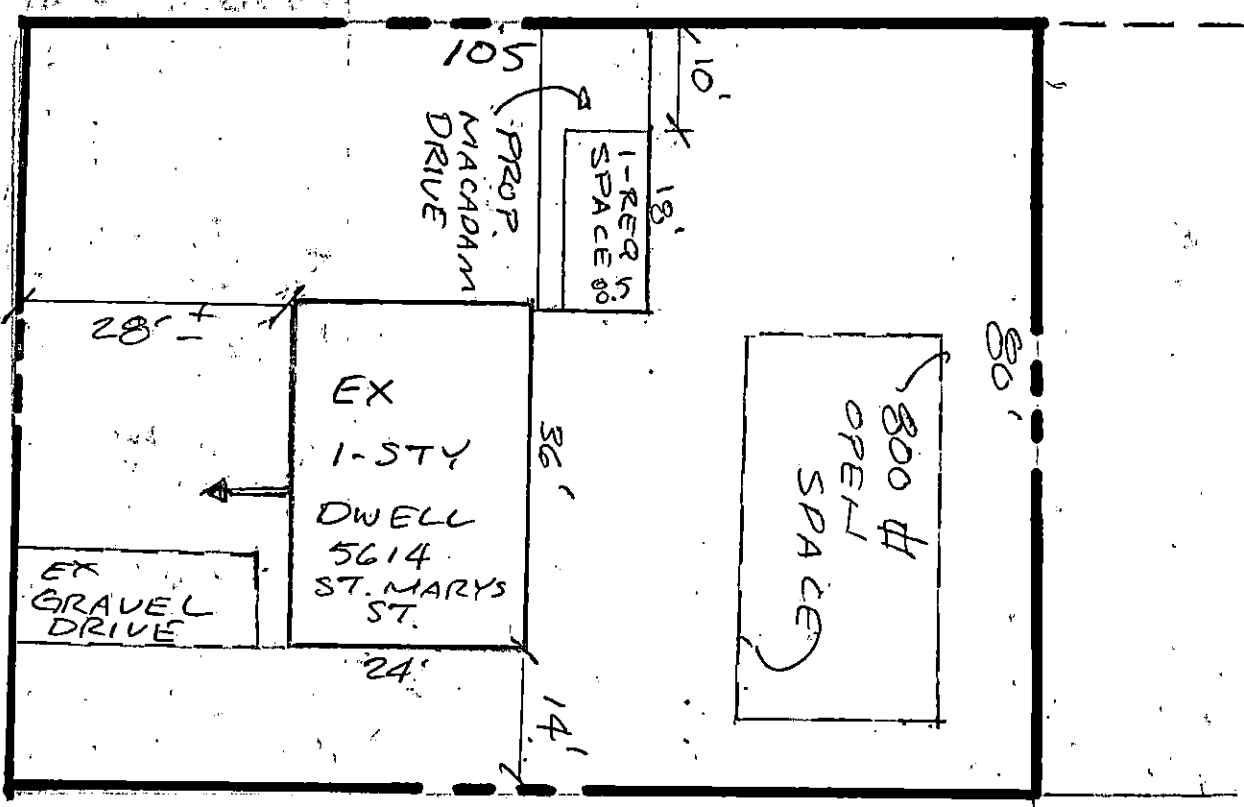 105'
10'
PROP.
MACADAM
DRIVE
1-REQ
SPACE
18'
28' ±
EX
1-STY
DWELL
5614
ST. MARYS
ST.
36'
EX
GRAVEL
DRIVE
24'
14'
800
OPEN
SPACE
80'